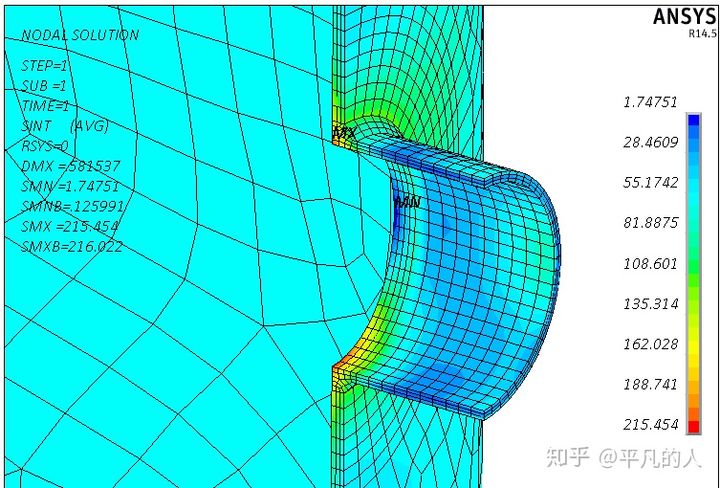 ANSYS
R14.5
NODAL SOLUTION
STEP=1
SUB =1
TIME=1
SINT (AVG)
RSYS=0
DMX =.581537
SMN =1.74751
SMNB=.125991
SMX =215.454
SMXB=216.022
MX
MN
1.74751
28.4609
55.1742
81.8875
108.601
135.314
162.028
188.741
215.454
知乎 @平凡的人